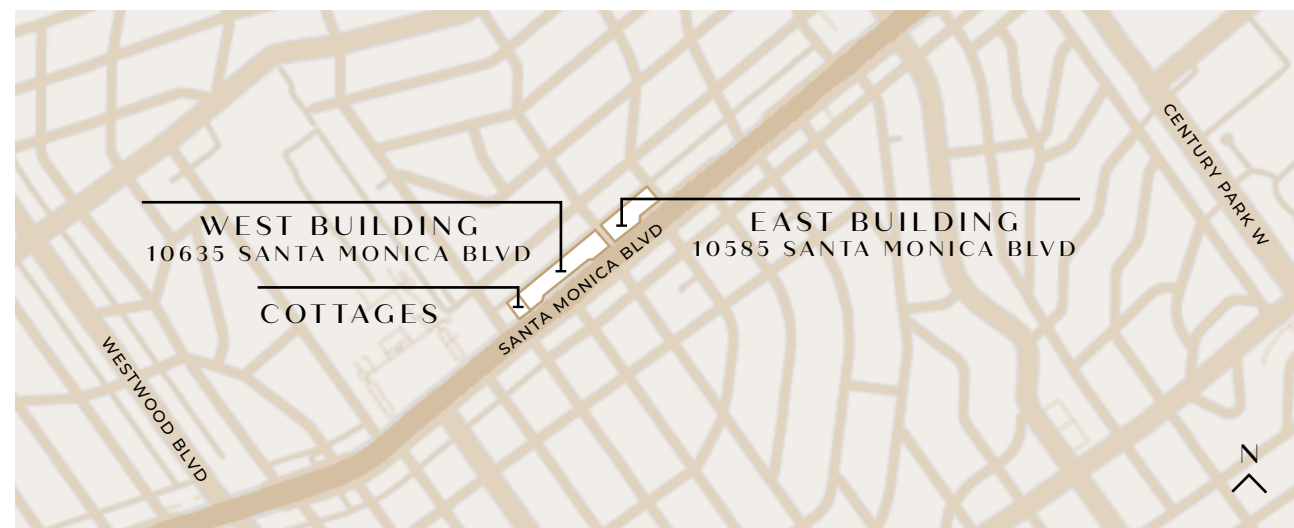 WEST BUILDING
10635 SANTA MONICA BLVD
COTTAGES
EAST BUILDING
10585 SANTA MONICA BLVD
SANTA MONICA BLVD
WESTWOOD BLVD
CENTURY PARK W
N